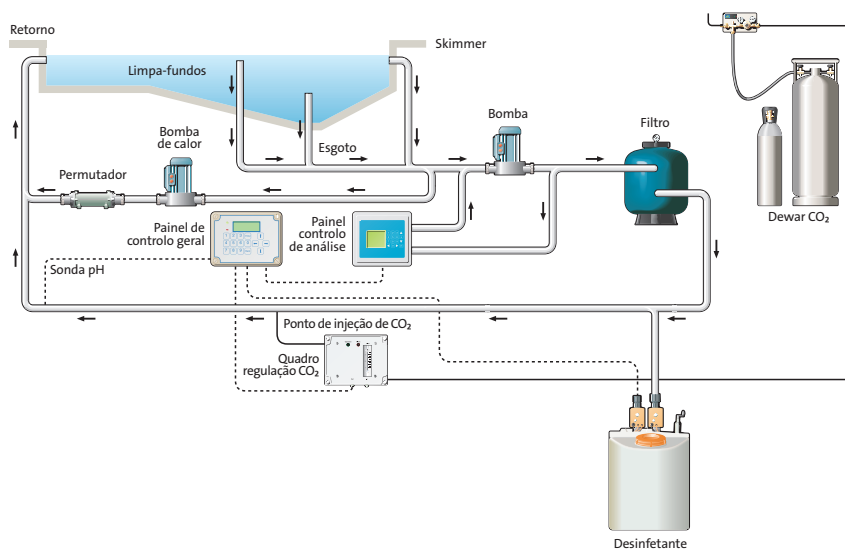 Retorno
Skimmer
Limpa-fundos
Bomba
de calor
Esgoto
Bomba
Filtro
Permutador
Dewar CO₂
Painel de
controlo geral
Painel
controlo
de análise
Sonda pH
Ponto de injeção de CO₂
Quadro
regulação CO₂
Desinfetante